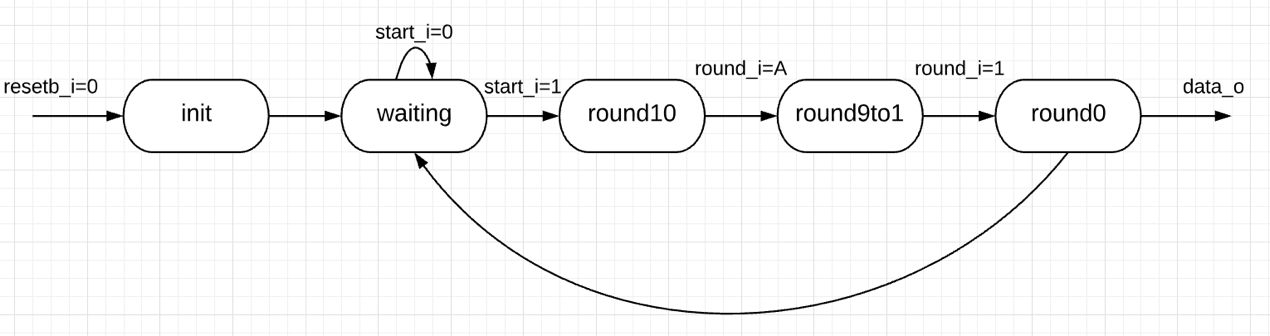 start_i=0
resetb_i=0
init
waiting
start_i=1
round10
round_i=A
round9to1
round_i=1
round0
data_o